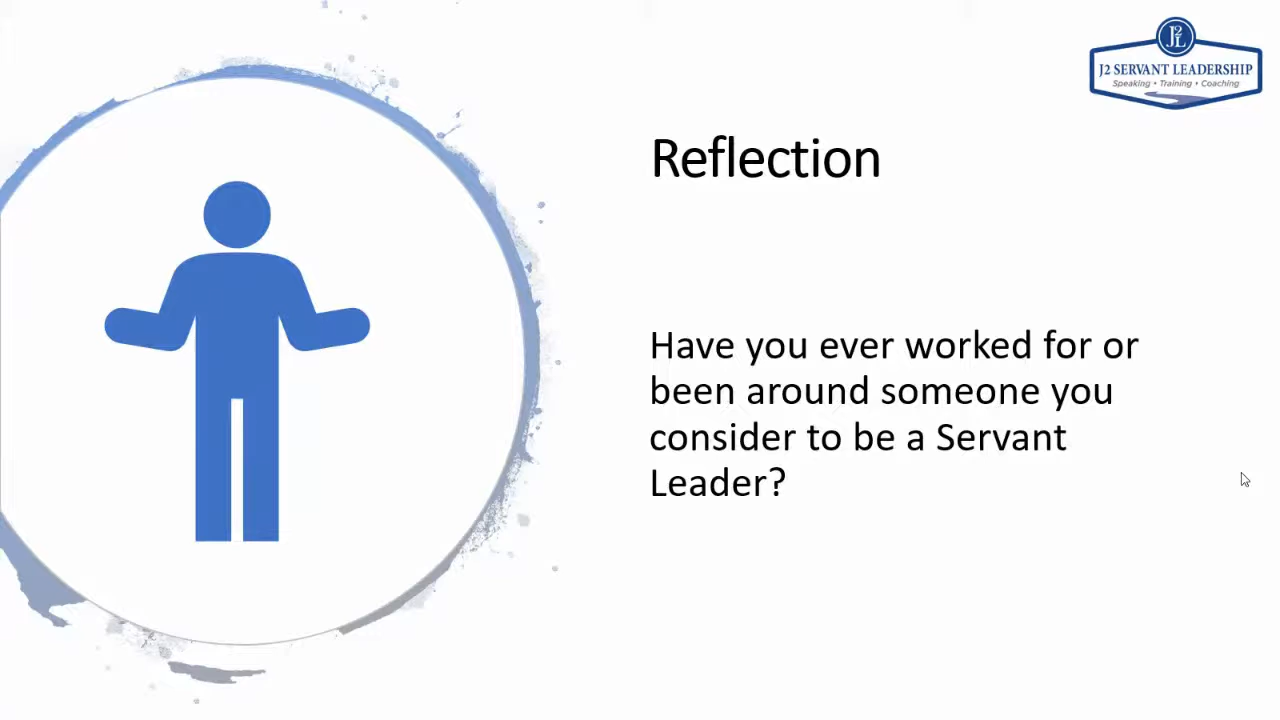 J2L
J2 SERVANT LEADERSHIP
Speaking • Training • Coaching
Reflection
Have you ever worked for or
been around someone you
consider to be a Servant
Leader?